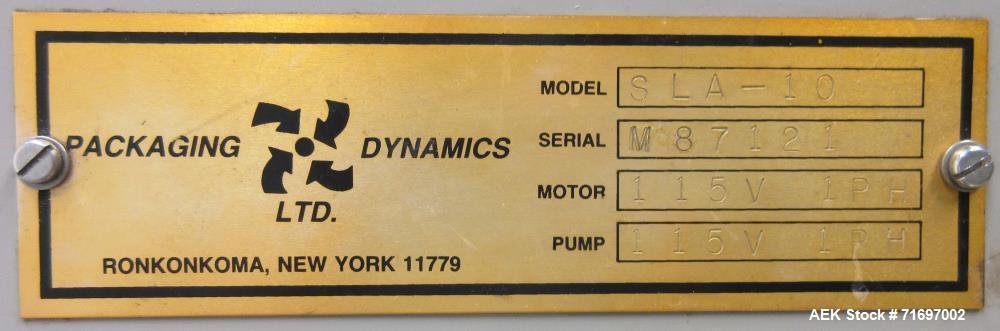 PACKAGING DYNAMICS
LTD.
RONKONKOMA, NEW YORK 11779
MODEL SLA-10
SERIAL M87121
MOTOR 115V 1PH
PUMP 115V 1PH
AEK Stock # 71697002